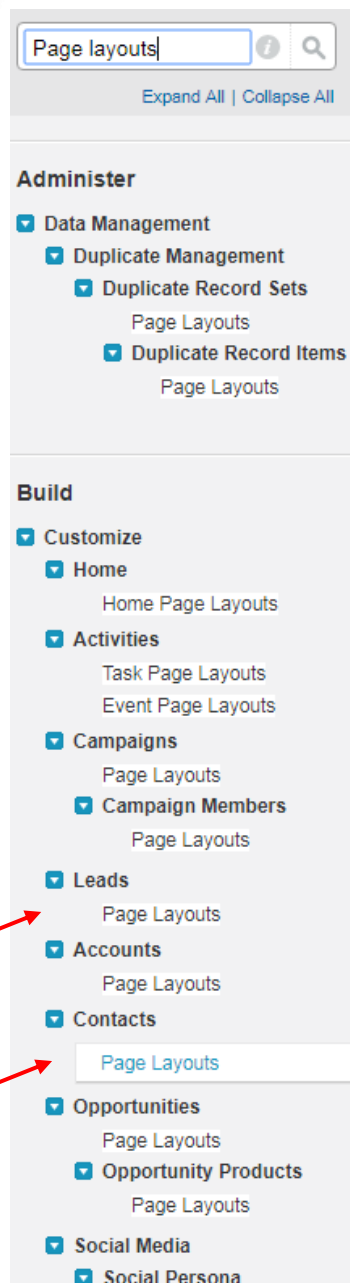 Page layouts
Expand All | Collapse All
Administer
Data Management
Duplicate Management
Duplicate Record Sets
Page Layouts
Duplicate Record Items
Page Layouts
Build
Customize
Home
Home Page Layouts
Activities
Task Page Layouts
Event Page Layouts
Campaigns
Page Layouts
Campaign Members
Page Layouts
Leads
Page Layouts
Accounts
Page Layouts
Contacts
Page Layouts
Opportunities
Page Layouts
Opportunity Products
Page Layouts
Social Media
Social Persona